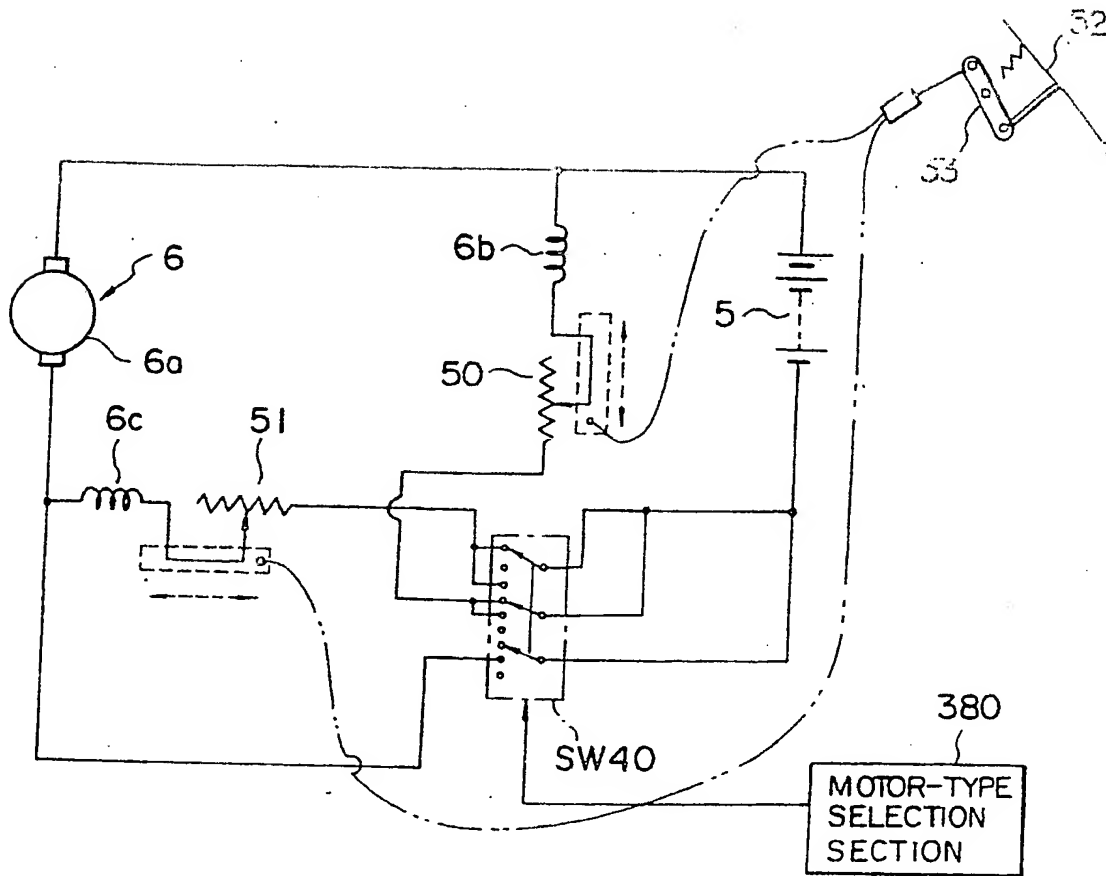 52
53
6
6b
5
6a
50
6c
51
SW40
380
MOTOR-TYPE
SELECTION
SECTION